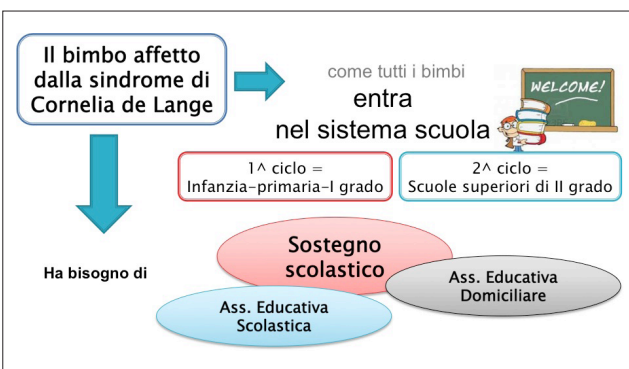 Il bimbo affetto
dalla sindrome di
Cornelia de Lange
come tutti i bimbi
entra
nel sistema scuola
WELCOME!
1^ ciclo =
Infanzia-primaria-I grado
2^ ciclo =
Scuole superiori di II grado
Ha bisogno di
Sostegno
scolastico
Ass. Educativa
Domiciliare
Ass. Educativa
Scolastica